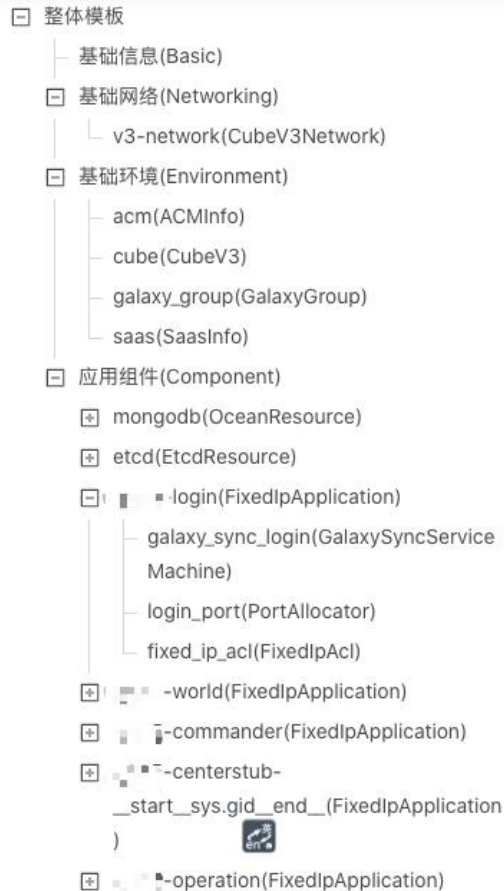 整体模板
基础信息(Basic)
基础网络(Networking)
v3-network(CubeV3Network)
基础环境(Environment)
acm(ACMInfo)
cube(CubeV3)
galaxy_group(GalaxyGroup)
saas(SaasInfo)
应用组件(Component)
mongodb(OceanResource)
etcd(EtcdResource)
-login(FixedIpApplication)
galaxy_sync_login(GalaxySyncService
Machine)
login_port(PortAllocator)
fixed_ip_acl(FixedIpAcl)
-world(FixedIpApplication)
-commander(FixedIpApplication)
-centerstub-
__start__sys.gid__end__(FixedIpApplication
)
en 英
-operation(FixedIpApplication)